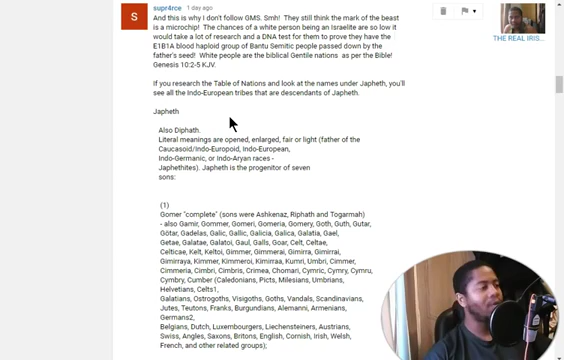 supr4rce 1 day ago
S
And this is why I don't follow GMS. Smh! They still think the mark of the beast
is a microchip! The chances of a white person being an Israelite are so low it
would take a lot of research and a DNA test for them to prove they have the
E1B1A blood haploid group of Bantu Semitic people passed down by the
father's seed! White people are the biblical Gentile nations as per the Bible!
Genesis 10:2-5 KJV.
THE REAL IRIS...
If you research the Table of Nations and look at the names under Japheth, you'll
see all the Indo-European tribes that are descendants of Japheth.
Japheth
Also Diphath.
Literal meanings are opened, enlarged, fair or light (father of the
Caucasoid/Indo-Europoid, Indo-European,
Indo-Germanic, or Indo-Aryan races -
Japhethites). Japheth is the progenitor of seven
sons:
(1)
Gomer "complete" (sons were Ashkenaz, Riphath and Togarmah)
- also Gamir, Gommer, Gomeri, Gomeria, Gomery, Goth, Guth, Gutar,
Götar, Gadelas, Galic, Gallic, Galicia, Galica, Galatia, Gael,
Getae, Galatae, Galatoi, Gaul, Galls, Goar, Celt, Celtae,
Celticae, Kelt, Keltoi, Gimmer, Gimmerai, Gimirra, Gimirrai,
Gimirraya, Kimmer, Kimmeroi, Kimirraa, Kumri, Umbri, Cimmer,
Cimmeria, Cimbri, Cimbris, Crimea, Chomari, Cymric, Cymry, Cymru,
Cymbry, Cumber (Caledonians, Picts, Milesians, Umbrians,
Helvetians, Celts1,
Galatians, Ostrogoths, Visigoths, Goths, Vandals, Scandinavians,
Jutes, Teutons, Franks, Burgundians, Alemanni, Armenians,
Germans2,
Belgians, Dutch, Luxembourgers, Liechensteiners, Austrians,
Swiss, Angles, Saxons, Britons, English, Cornish, Irish, Welsh,
French, and other related groups);